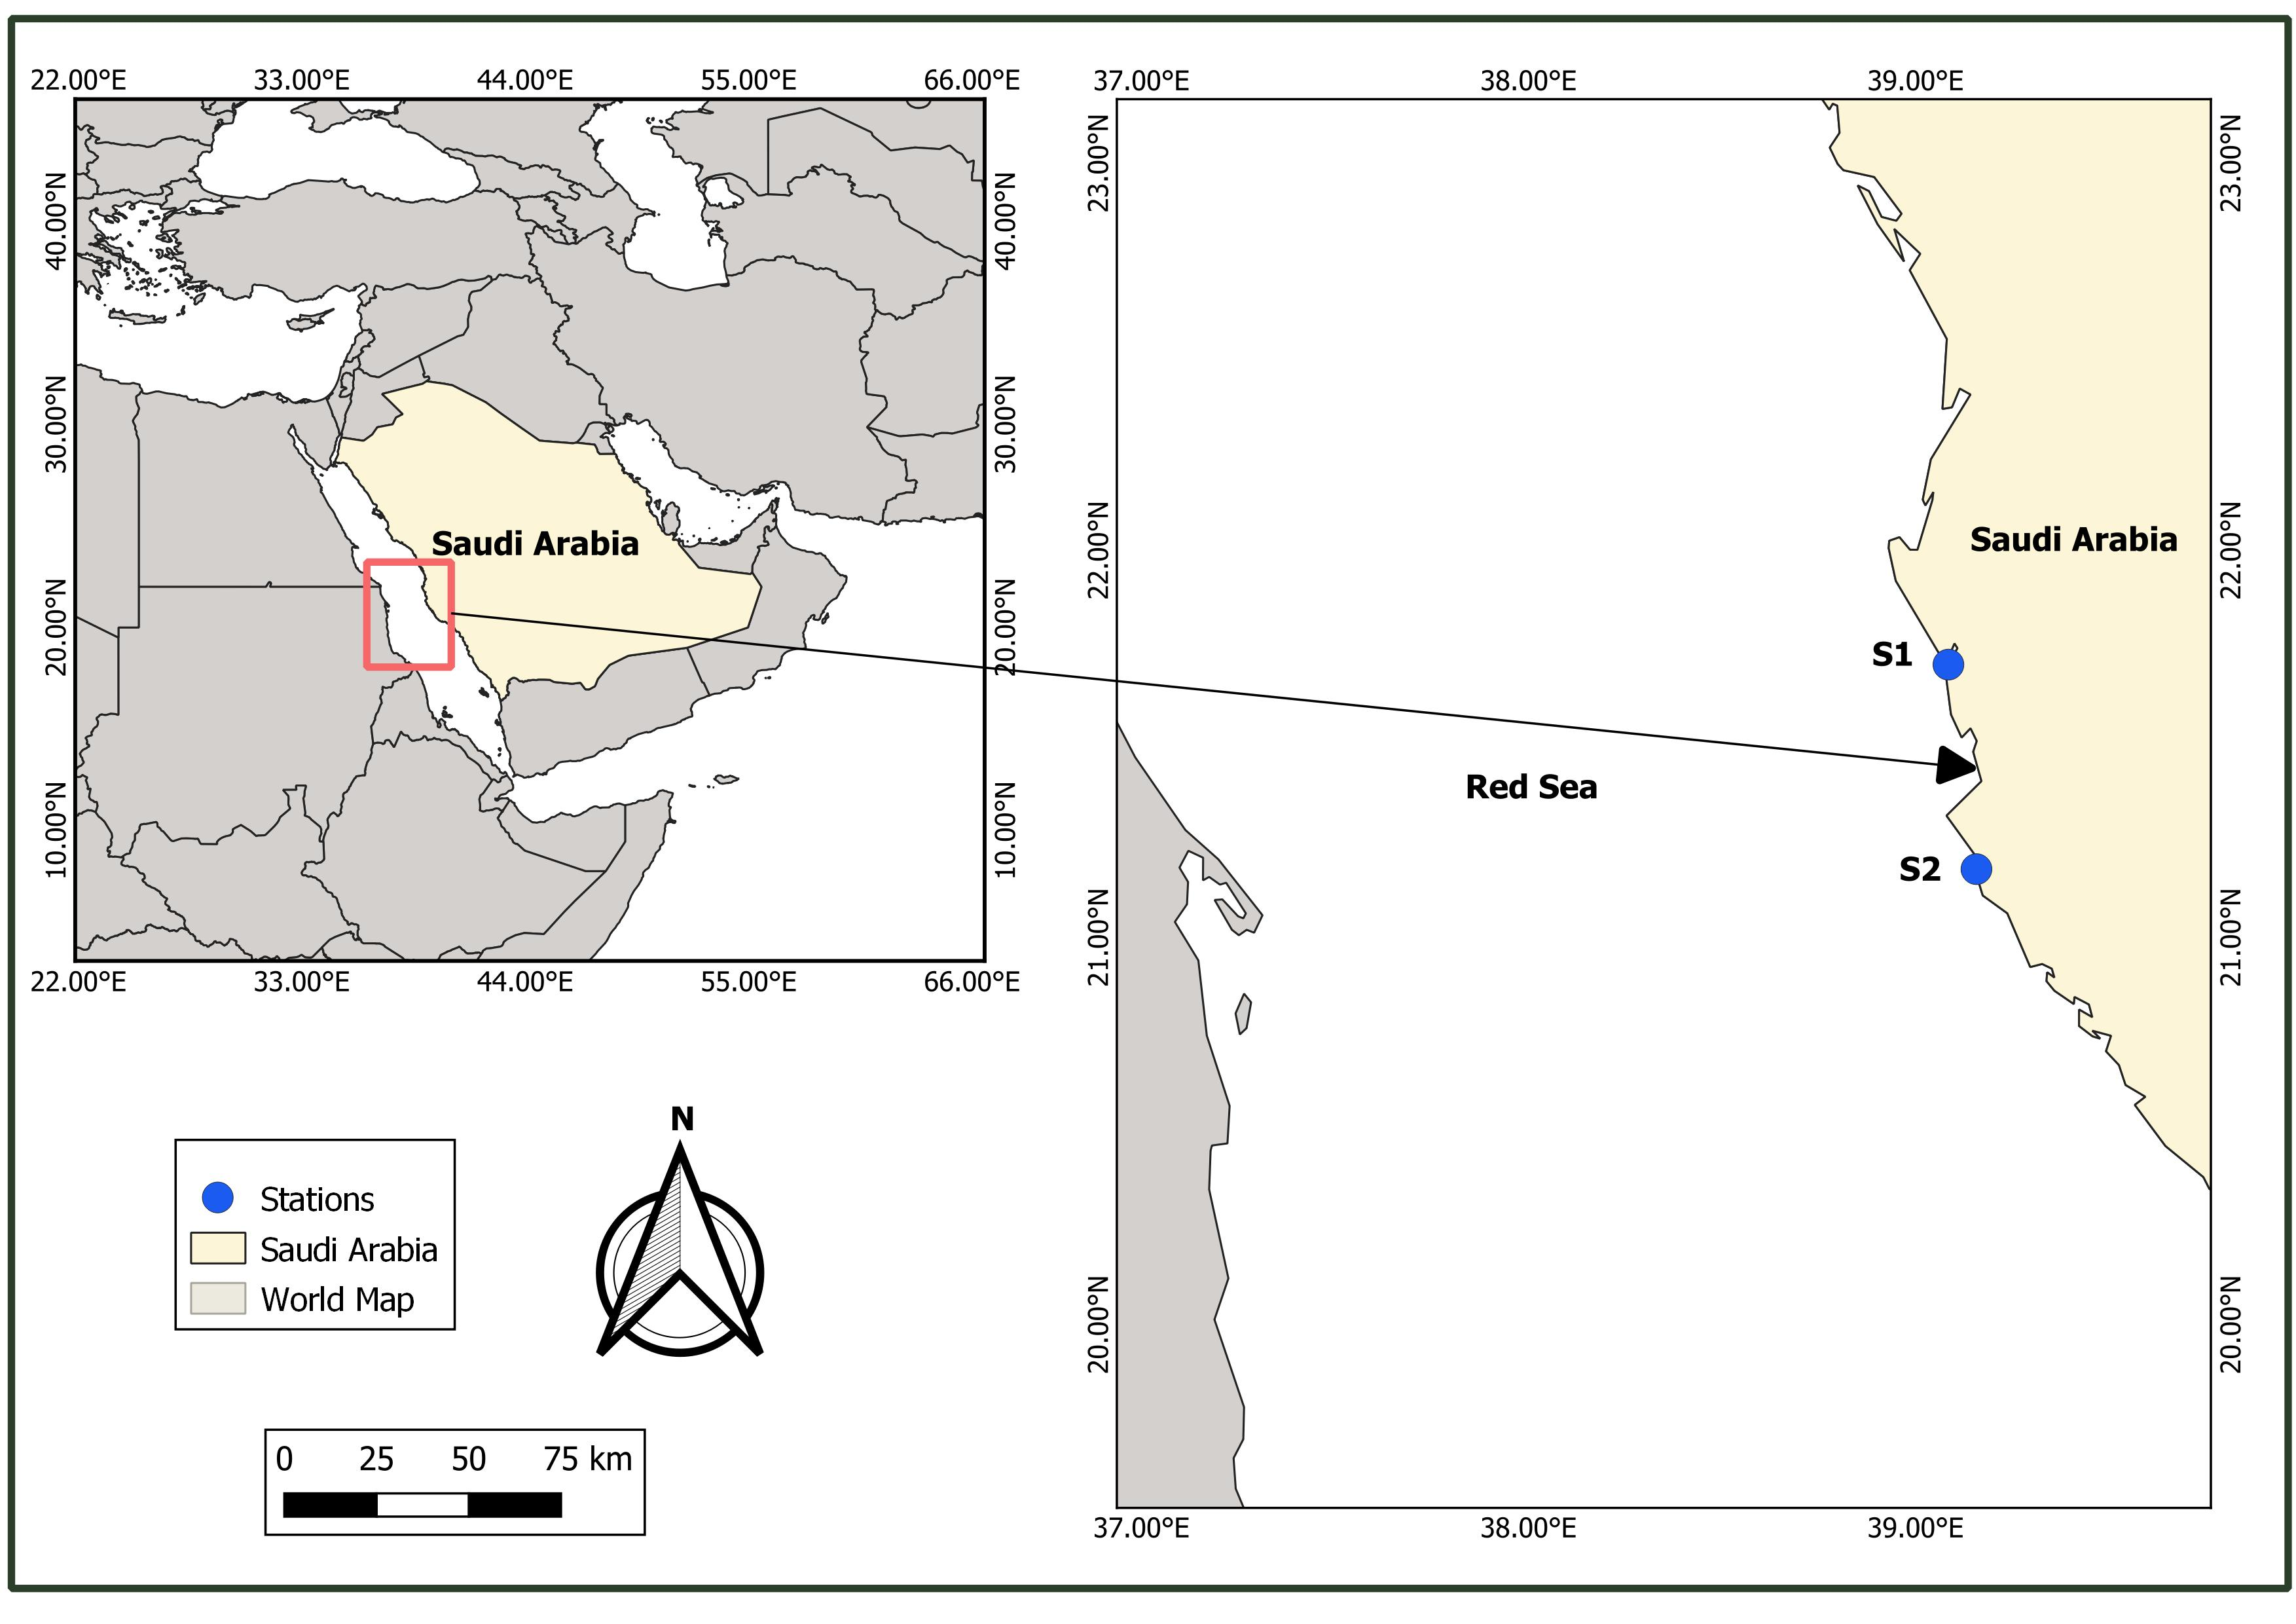 22.00°E 33.00°E 44.00°E 55.00°E 66.00°E
40.00°N 40.00°N
30.00°N 30.00°N
Saudi Arabia
20.00°N 20.00°N
10.00°N 10.00°N
22.00°E 33.00°E 44.00°E 55.00°E 66.00°E
N
Stations
Saudi Arabia
World Map
0 25 50 75 km
37.00°E 38.00°E 39.00°E
23.00°N 23.00°N
22.00°N 22.00°N
Saudi Arabia
S1
Red Sea
S2
21.00°N 21.00°N
20.00°N 20.00°N
37.00°E 38.00°E 39.00°E